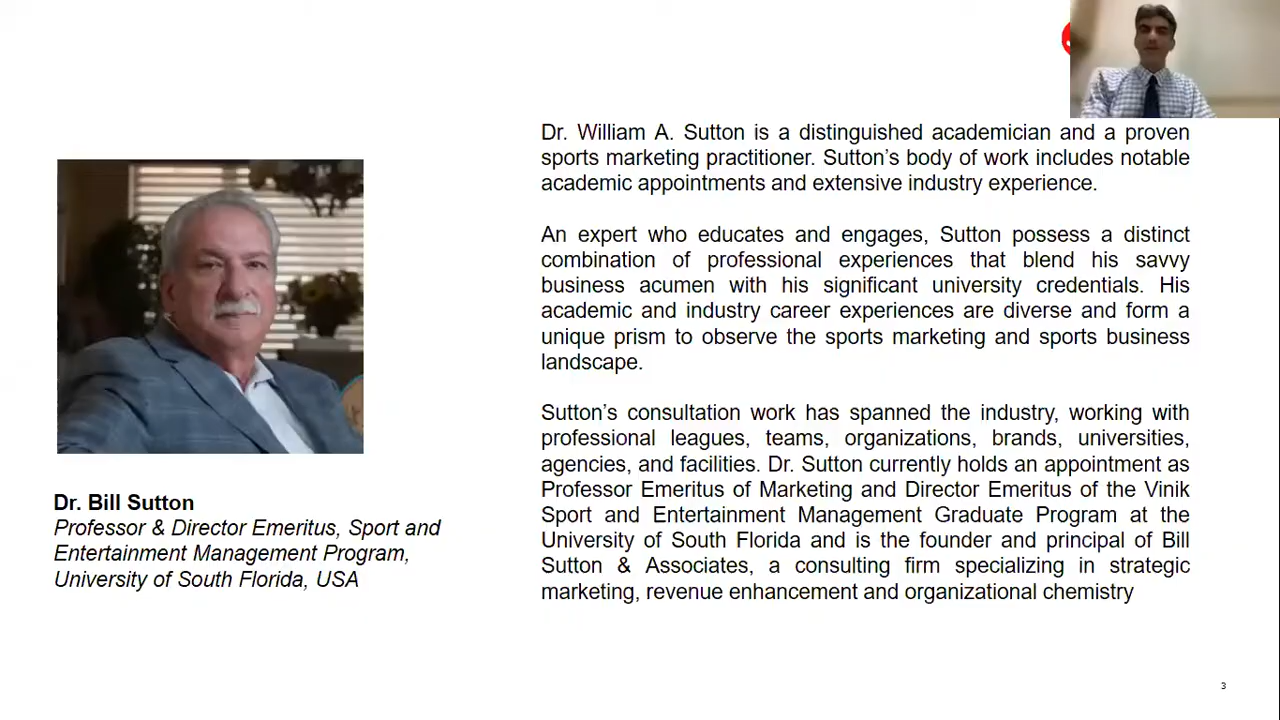 Dr. William A. Sutton is a distinguished academician and a proven
sports marketing practitioner. Sutton’s body of work includes notable
academic appointments and extensive industry experience.
An expert who educates and engages, Sutton possess a distinct
combination of professional experiences that blend his savvy
business acumen with his significant university credentials. His
academic and industry career experiences are diverse and form a
unique prism to observe the sports marketing and sports business
landscape.
Sutton’s consultation work has spanned the industry, working with
professional leagues, teams, organizations, brands, universities,
agencies, and facilities. Dr. Sutton currently holds an appointment as
Professor Emeritus of Marketing and Director Emeritus of the Vinik
Sport and Entertainment Management Graduate Program at the
University of South Florida and is the founder and principal of Bill
Sutton & Associates, a consulting firm specializing in strategic
marketing, revenue enhancement and organizational chemistry
Dr. Bill Sutton
Professor & Director Emeritus, Sport and
Entertainment Management Program,
University of South Florida, USA
3